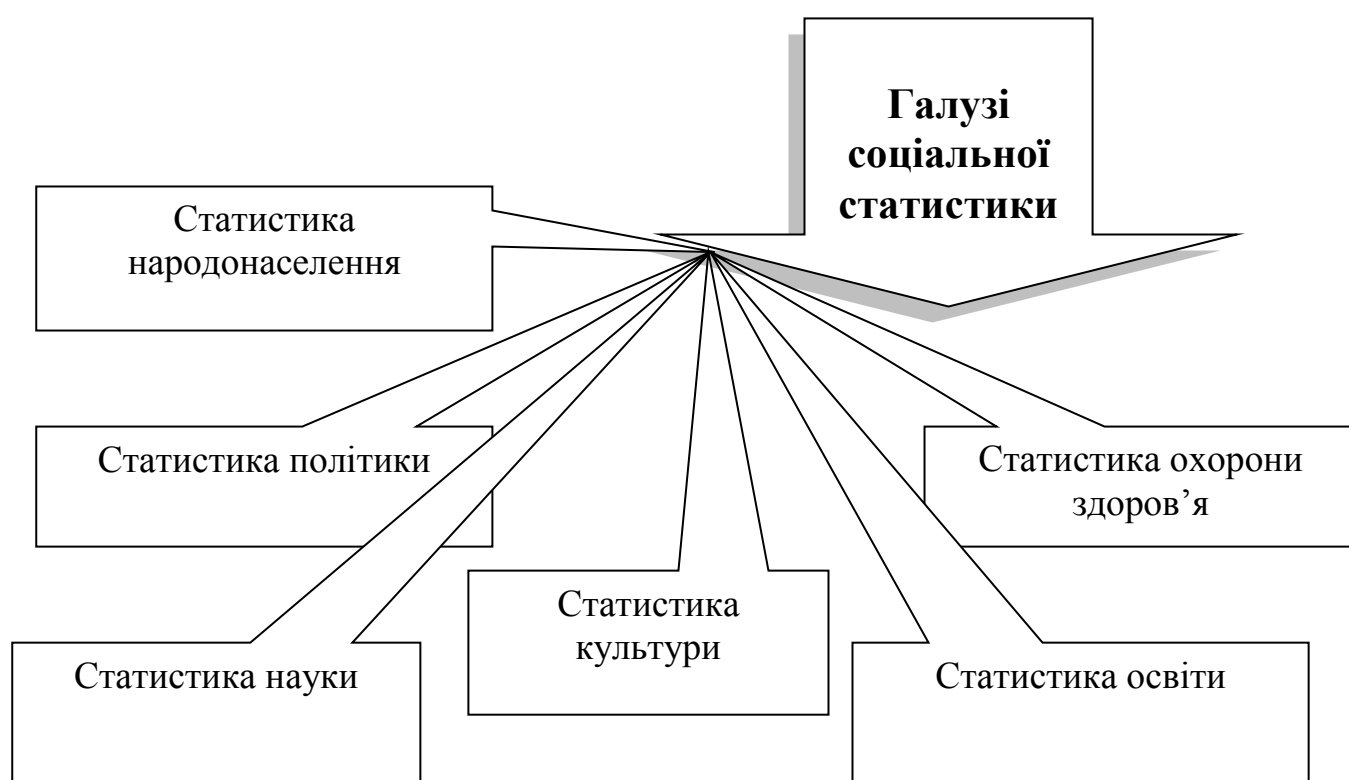 Галузі
соціальної
статистики
Статистика
народонаселення
Статистика політики
Статистика охорони
здоров’я
Статистика
культури
Статистика науки
Статистика освіти